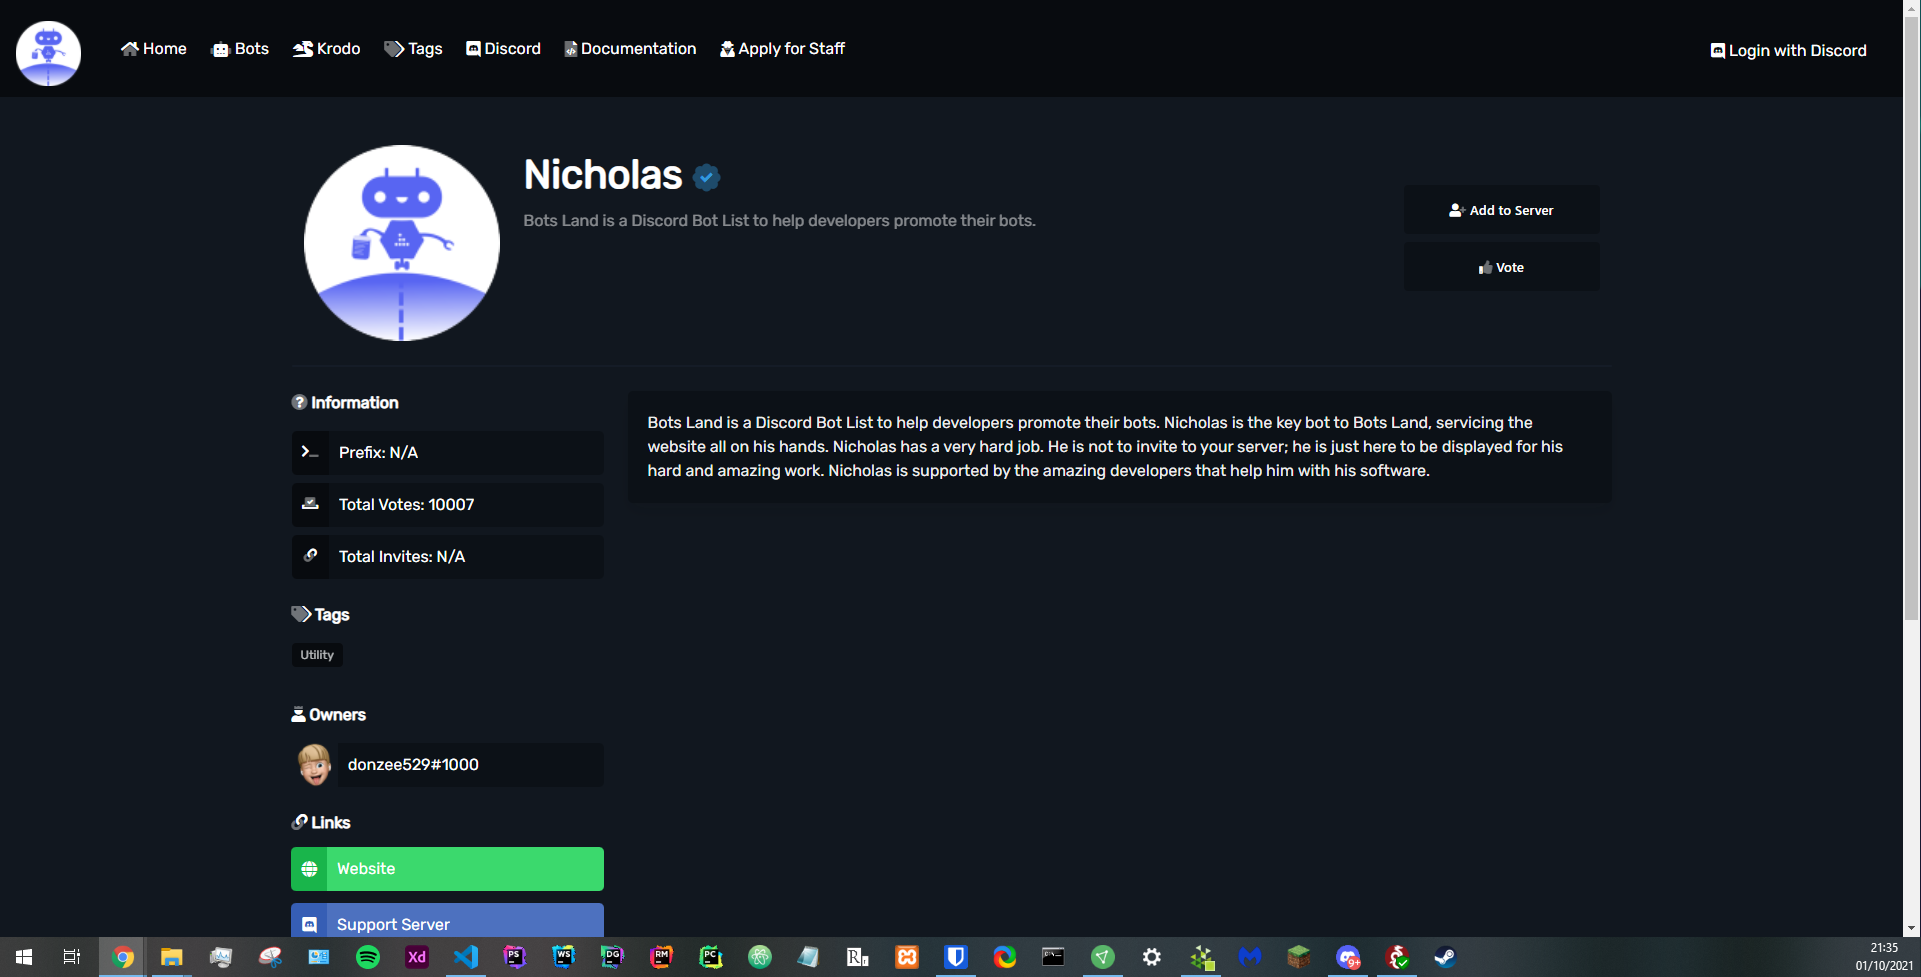 Home Bots Krodo Tags Discord Documentation Apply for Staff Login with Discord
Nicholas
Bots Land is a Discord Bot List to help developers promote their bots.
Add to Server
Vote
Information
Prefix: N/A
Total Votes: 10007
Total Invites: N/A
Tags
Utility
Owners
donzee529#1000
Links
Website
Support Server
Bots Land is a Discord Bot List to help developers promote their bots. Nicholas is the key bot to Bots Land, servicing the
website all on his hands. Nicholas has a very hard job. He is not to invite to your server; he is just here to be displayed for his
hard and amazing work. Nicholas is supported by the amazing developers that help him with his software.
Xd PS WS DG RM PC 9+
21:35
01/10/2021